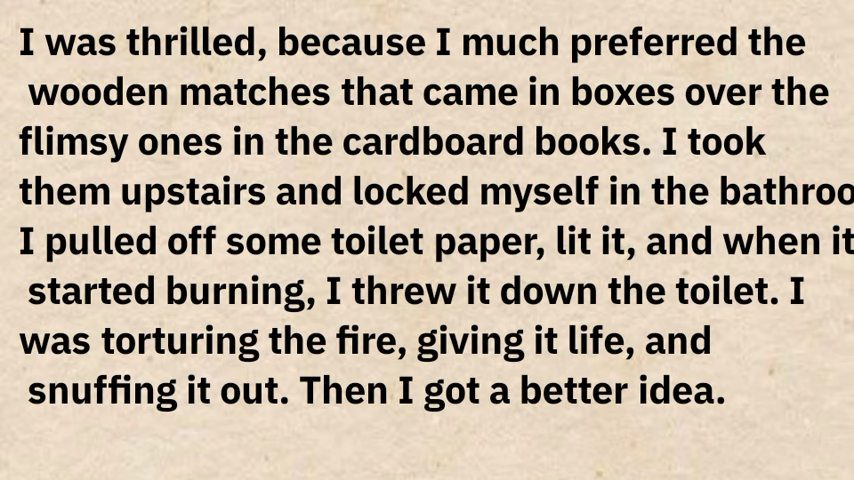 I was thrilled, because I much preferred the
wooden matches that came in boxes over the
flimsy ones in the cardboard books. I took
them upstairs and locked myself in the bathroo
I pulled off some toilet paper, lit it, and when it
started burning, I threw it down the toilet. I
was torturing the fire, giving it life, and
snuffing it out. Then I got a better idea.